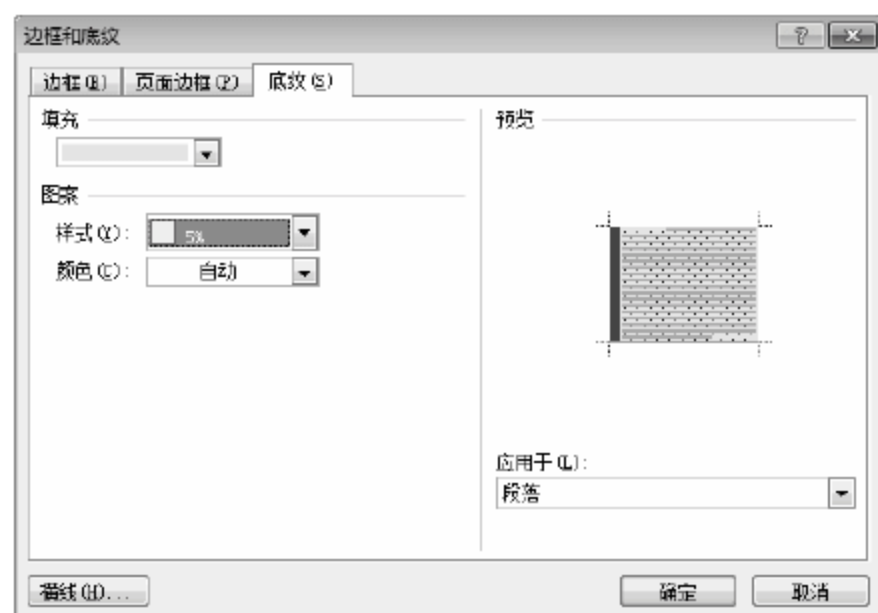 边框和底纹
边框(B) 页面边框(P) 底纹(S)
填充
预览
图案
样式(Y): 5%
颜色(C): 自动
应用于(L):
段落
横线(H)... 确定 取消